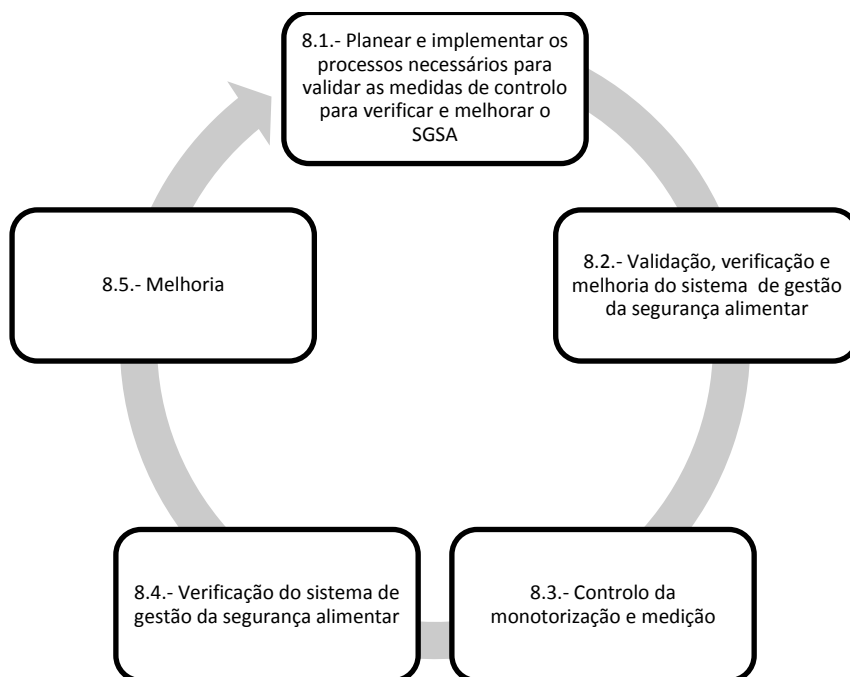 8.1.- Planear e implementar os
processos necessários para
validar as medidas de controlo
para verificar e melhorar o
SGSA
8.2.- Validação, verificação e
melhoria do sistema de gestão
da segurança alimentar
8.3.- Controlo da
monotorização e medição
8.4.- Verificação do sistema de
gestão da segurança alimentar
8.5.- Melhoria